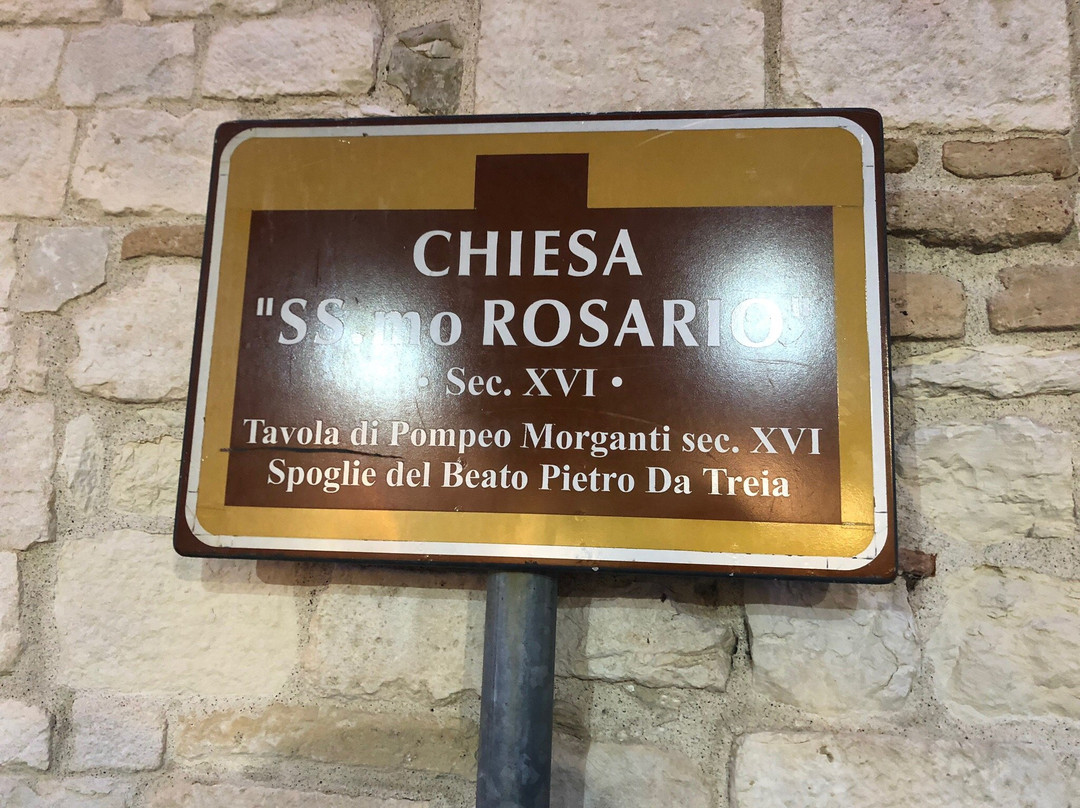 CHIESA
"SS.mo ROSARIO"
• Sec. XVI •
Tavola di Pompeo Morganti sec. XVI
Spoglie del Beato Pietro Da Treia